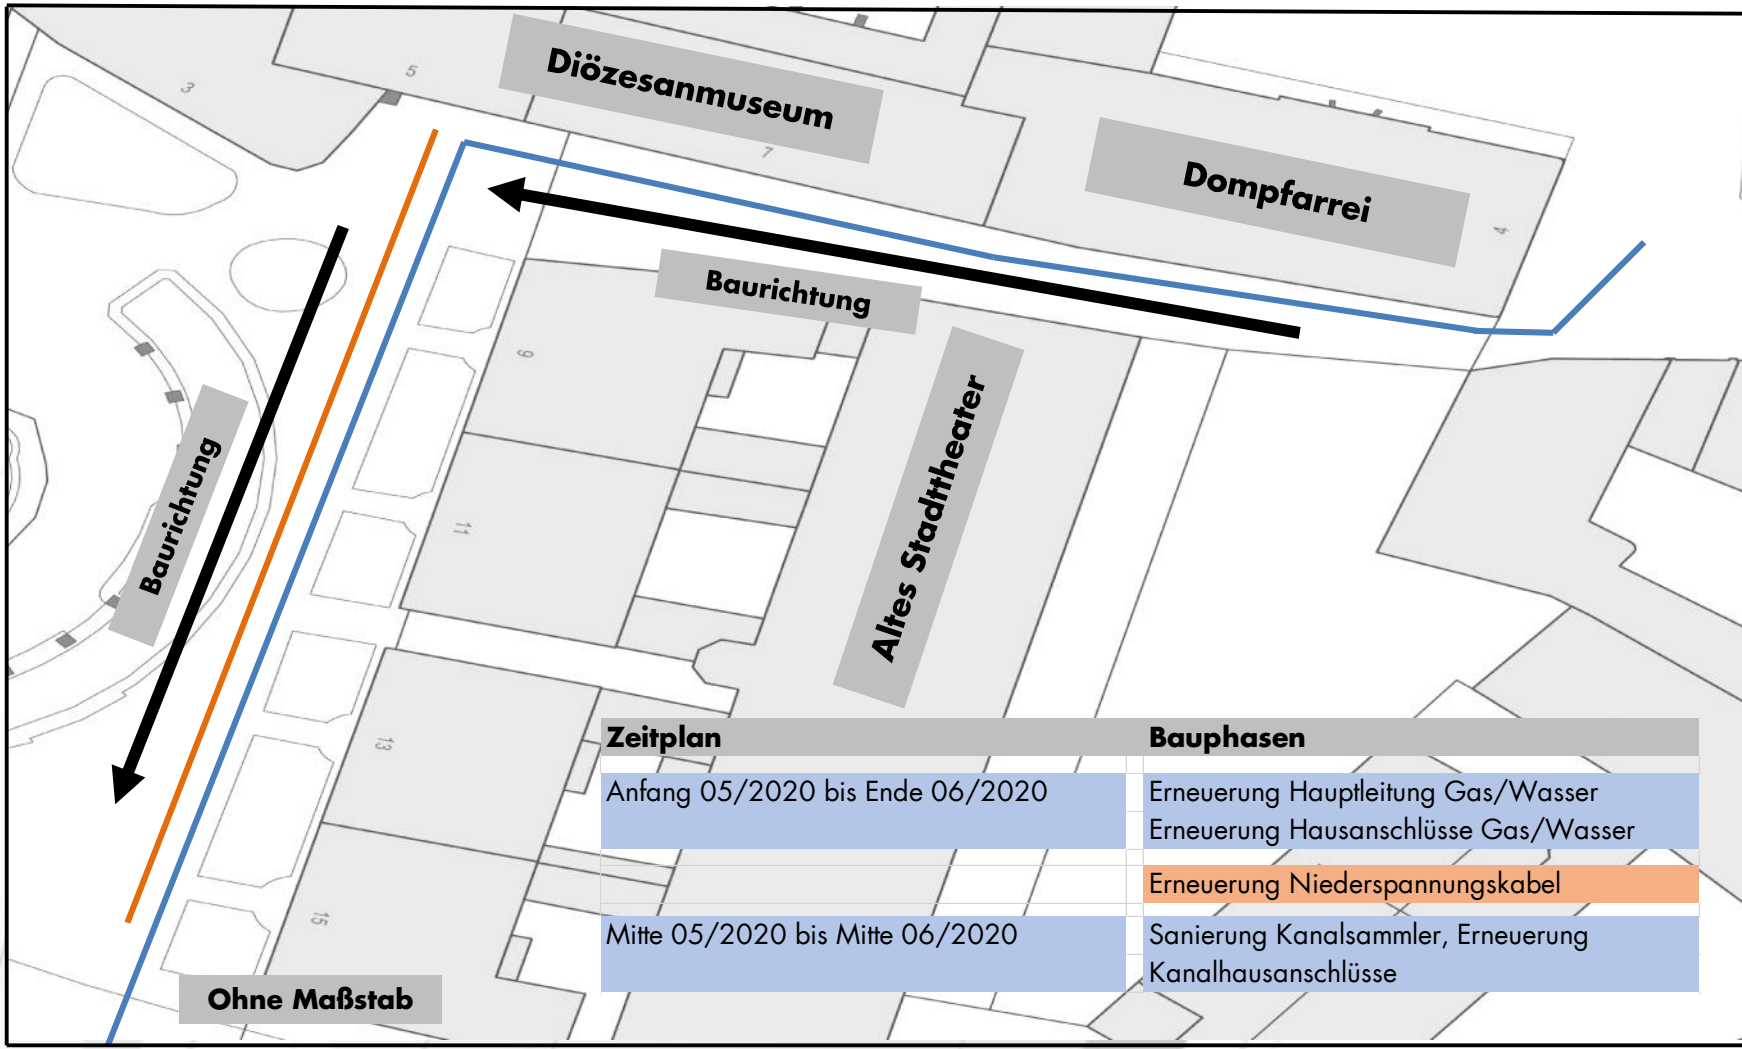 3
5
Diözesanmuseum
7
Dompfarrei
4
Baurichtung
9
Baurichtung
11
Altes Stadttheater
13
15
Zeitplan
Bauphasen
Anfang 05/2020 bis Ende 06/2020
Erneuerung Hauptleitung Gas/Wasser
Erneuerung Hausanschlüsse Gas/Wasser
Erneuerung Niederspannungskabel
Mitte 05/2020 bis Mitte 06/2020
Sanierung Kanalsammler, Erneuerung
Kanalhausanschlüsse
Ohne Maßstab